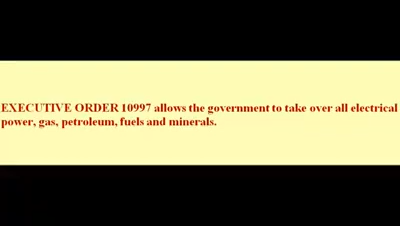 EXECUTIVE ORDER 10997 allows the government to take over all electrical
power, gas, petroleum, fuels and minerals.